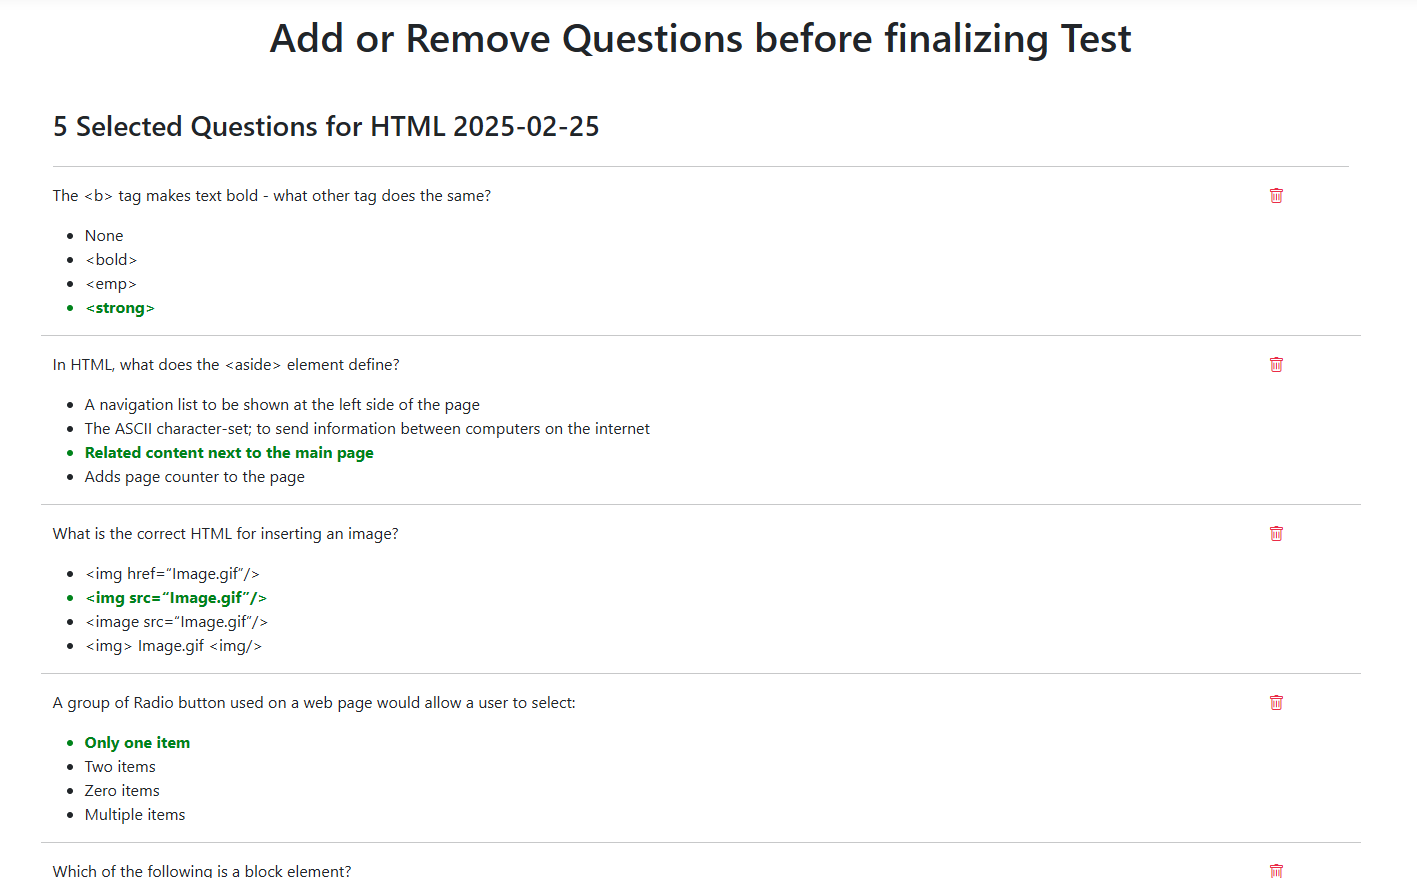 Add or Remove Questions before finalizing Test
5 Selected Questions for HTML 2025-02-25
The <b> tag makes text bold - what other tag does the same?
None
<bold>
<emp>
<strong>
In HTML, what does the <aside> element define?
A navigation list to be shown at the left side of the page
The ASCII character-set; to send information between computers on the internet
Related content next to the main page
Adds page counter to the page
What is the correct HTML for inserting an image?
<img href=“Image.gif”/>
<img src=“Image.gif”/>
<image src=“Image.gif”/>
<img> Image.gif <img/>
A group of Radio button used on a web page would allow a user to select:
Only one item
Two items
Zero items
Multiple items
Which of the following is a block element?